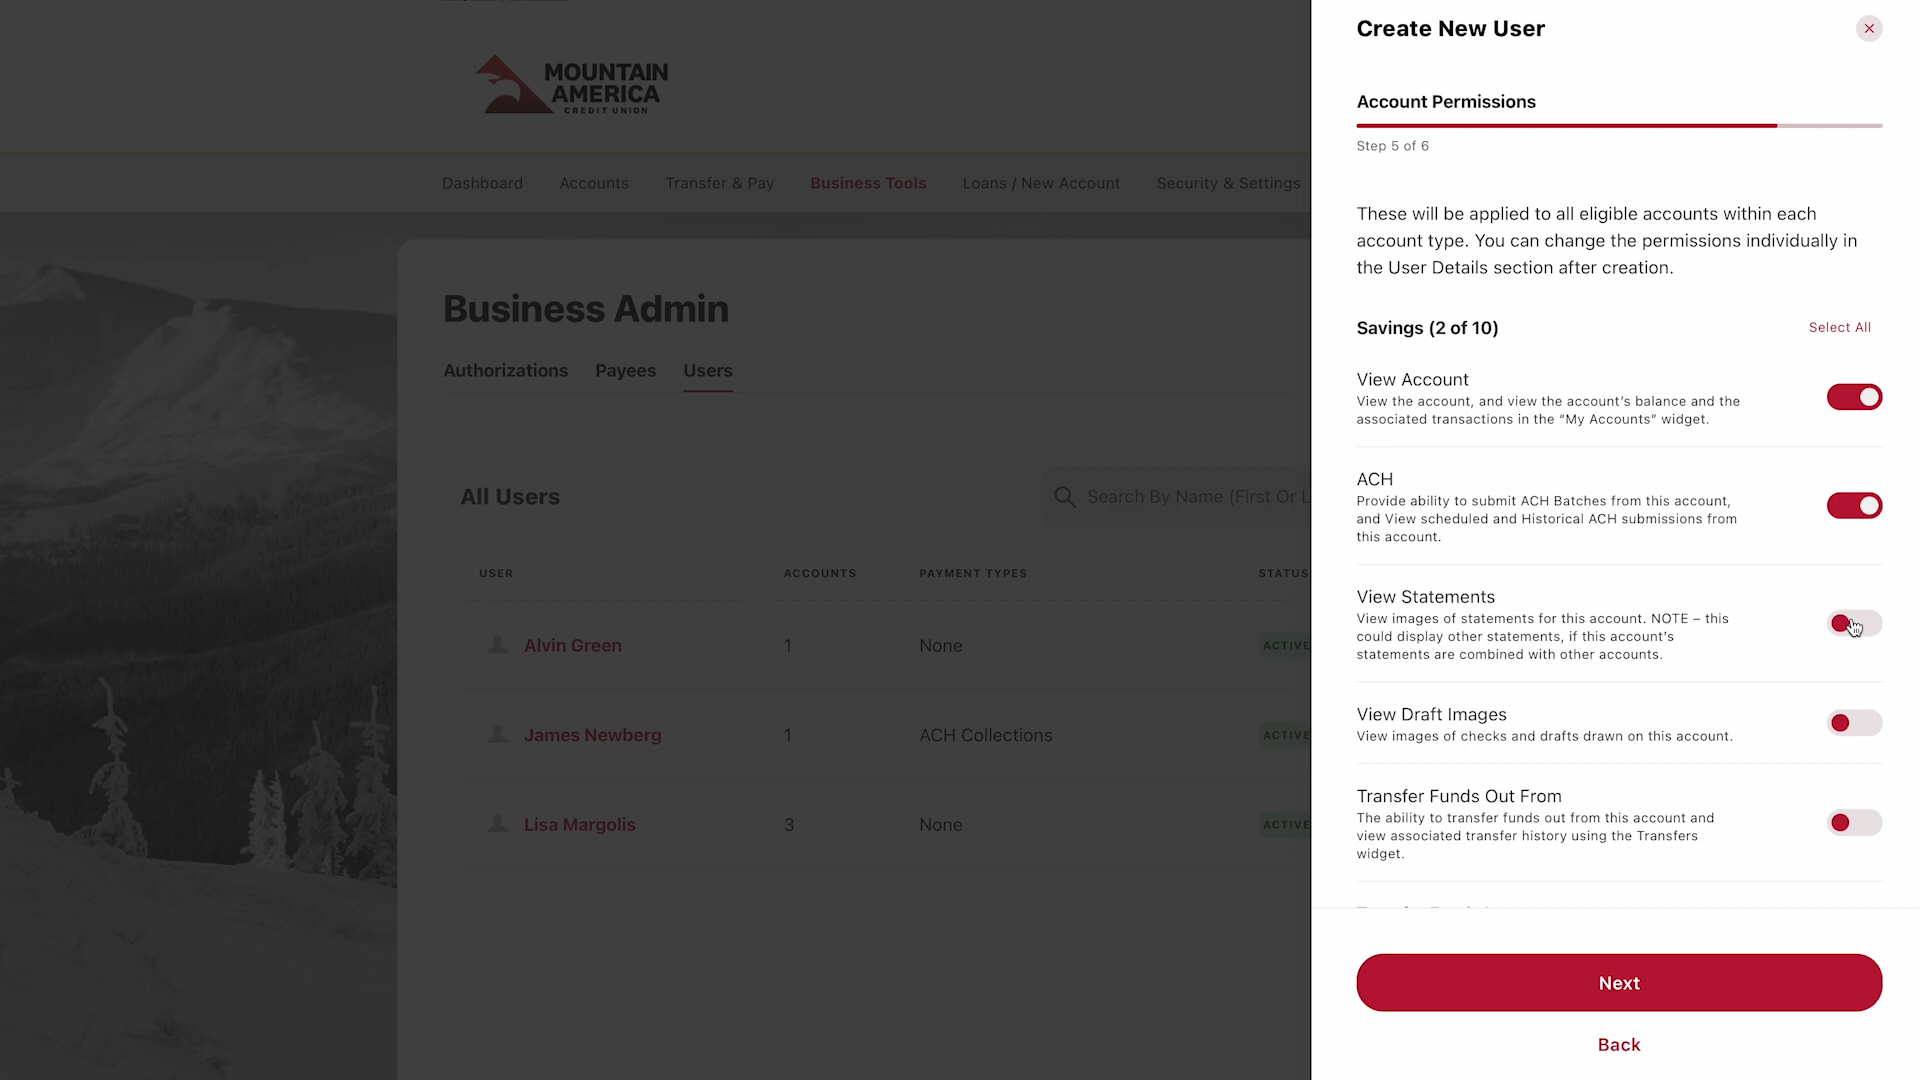 MOUNTAIN
AMERICA
CREDIT UNION
Dashboard Accounts Transfer & Pay Business Tools Loans / New Account Security & Settings
Business Admin
Authorizations Payees Users
All Users
Search By Name (First Or L
USER ACCOUNTS PAYMENT TYPES STATUS
Alvin Green 1 None ACTIVE
James Newberg 1 ACH Collections ACTIVE
Lisa Margolis 3 None ACTIVE
Create New User
Account Permissions
Step 5 of 6
These will be applied to all eligible accounts within each
account type. You can change the permissions individually in
the User Details section after creation.
Savings (2 of 10) Select All
View Account
View the account, and view the account’s balance and the
associated transactions in the “My Accounts” widget.
ACH
Provide ability to submit ACH Batches from this account,
and View scheduled and Historical ACH submissions from
this account.
View Statements
View images of statements for this account. NOTE – this
could display other statements, if this account’s
statements are combined with other accounts.
View Draft Images
View images of checks and drafts drawn on this account.
Transfer Funds Out From
The ability to transfer funds out from this account and
view associated transfer history using the Transfers
widget.
Next
Back